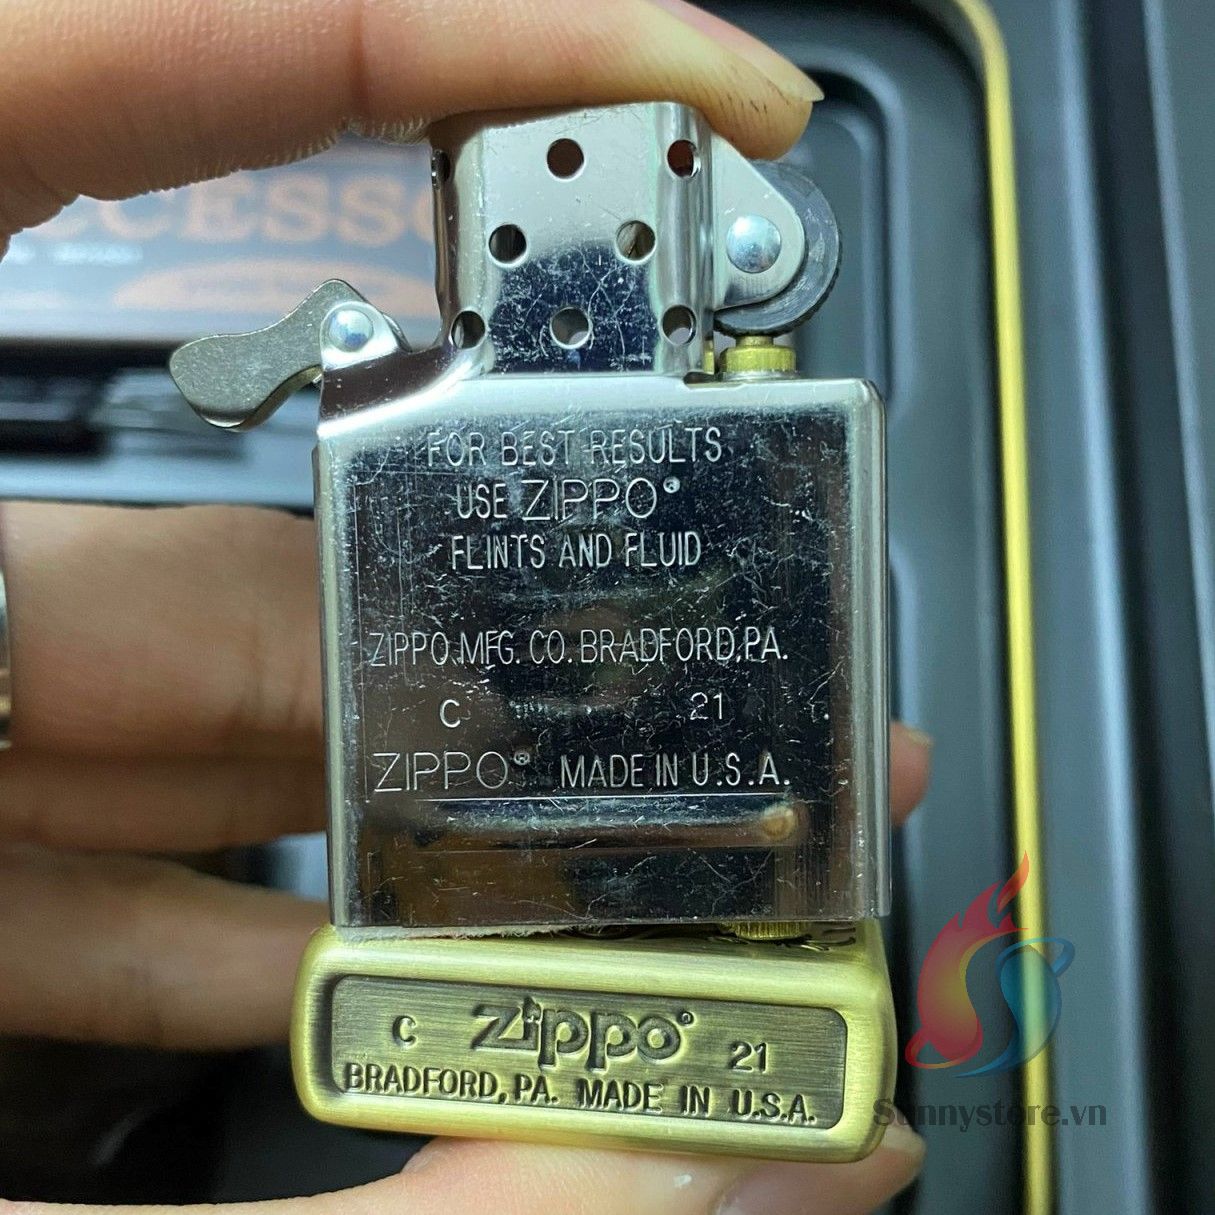 CCESSO
FOR BEST RESULTS
USE ZIPPO®
FLINTS AND FLUID
ZIPPO MFG. CO. BRADFORD, PA.
C 21
ZIPPO® MADE IN U.S.A.
C zippo® 21
BRADFORD, PA. MADE IN U.S.A.
Sunnystore.vn